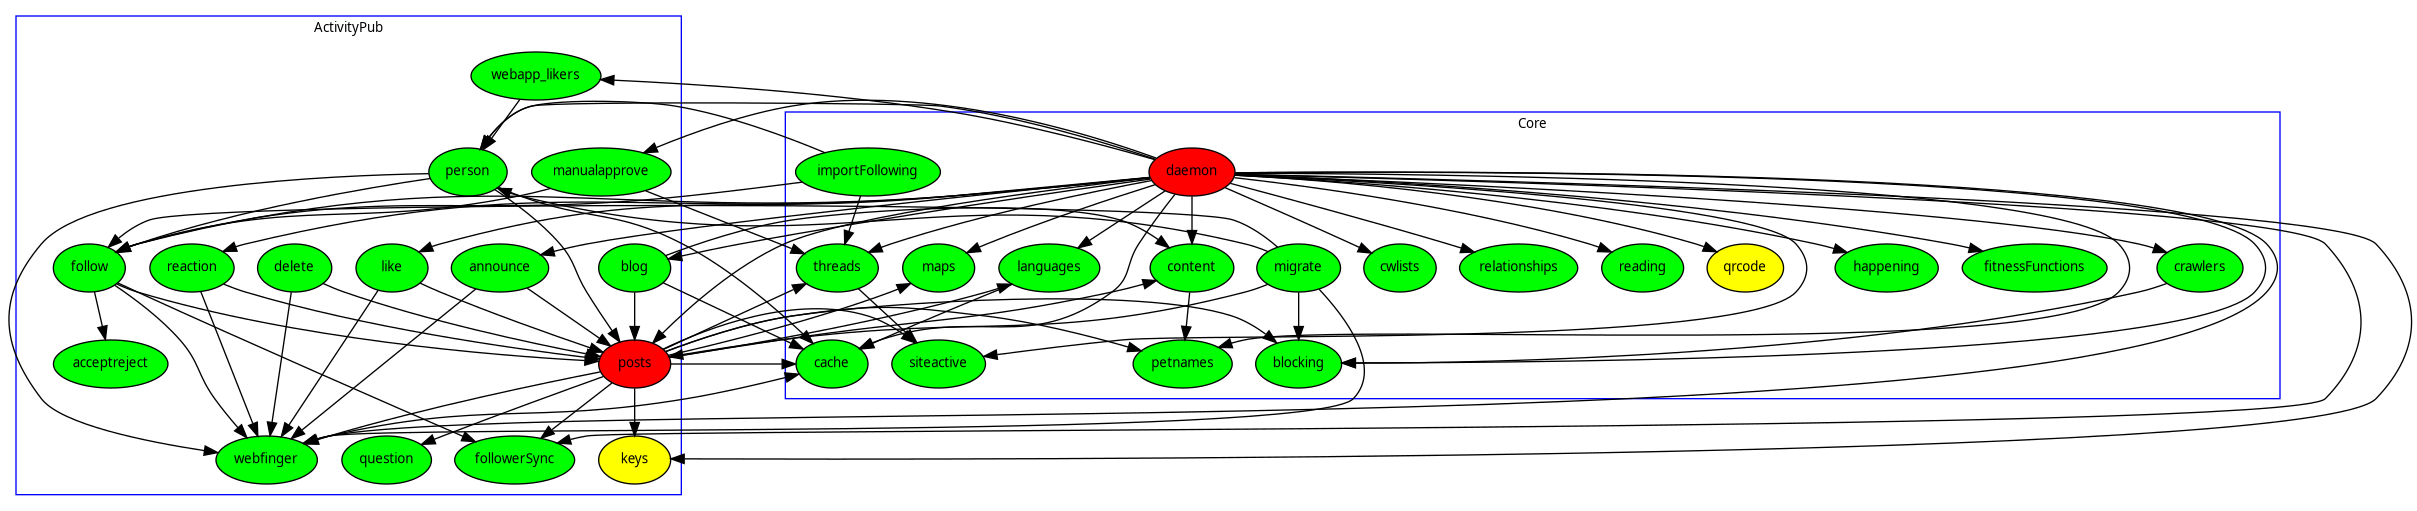 ActivityPub
webapp_likers
Core
person
manualapprove
importFollowing
daemon
follow
reaction
delete
like
announce
blog
threads
maps
languages
content
migrate
cwlists
relationships
reading
qrcode
happening
fitnessFunctions
crawlers
acceptreject
posts
cache
siteactive
petnames
blocking
webfinger
question
followerSync
keys